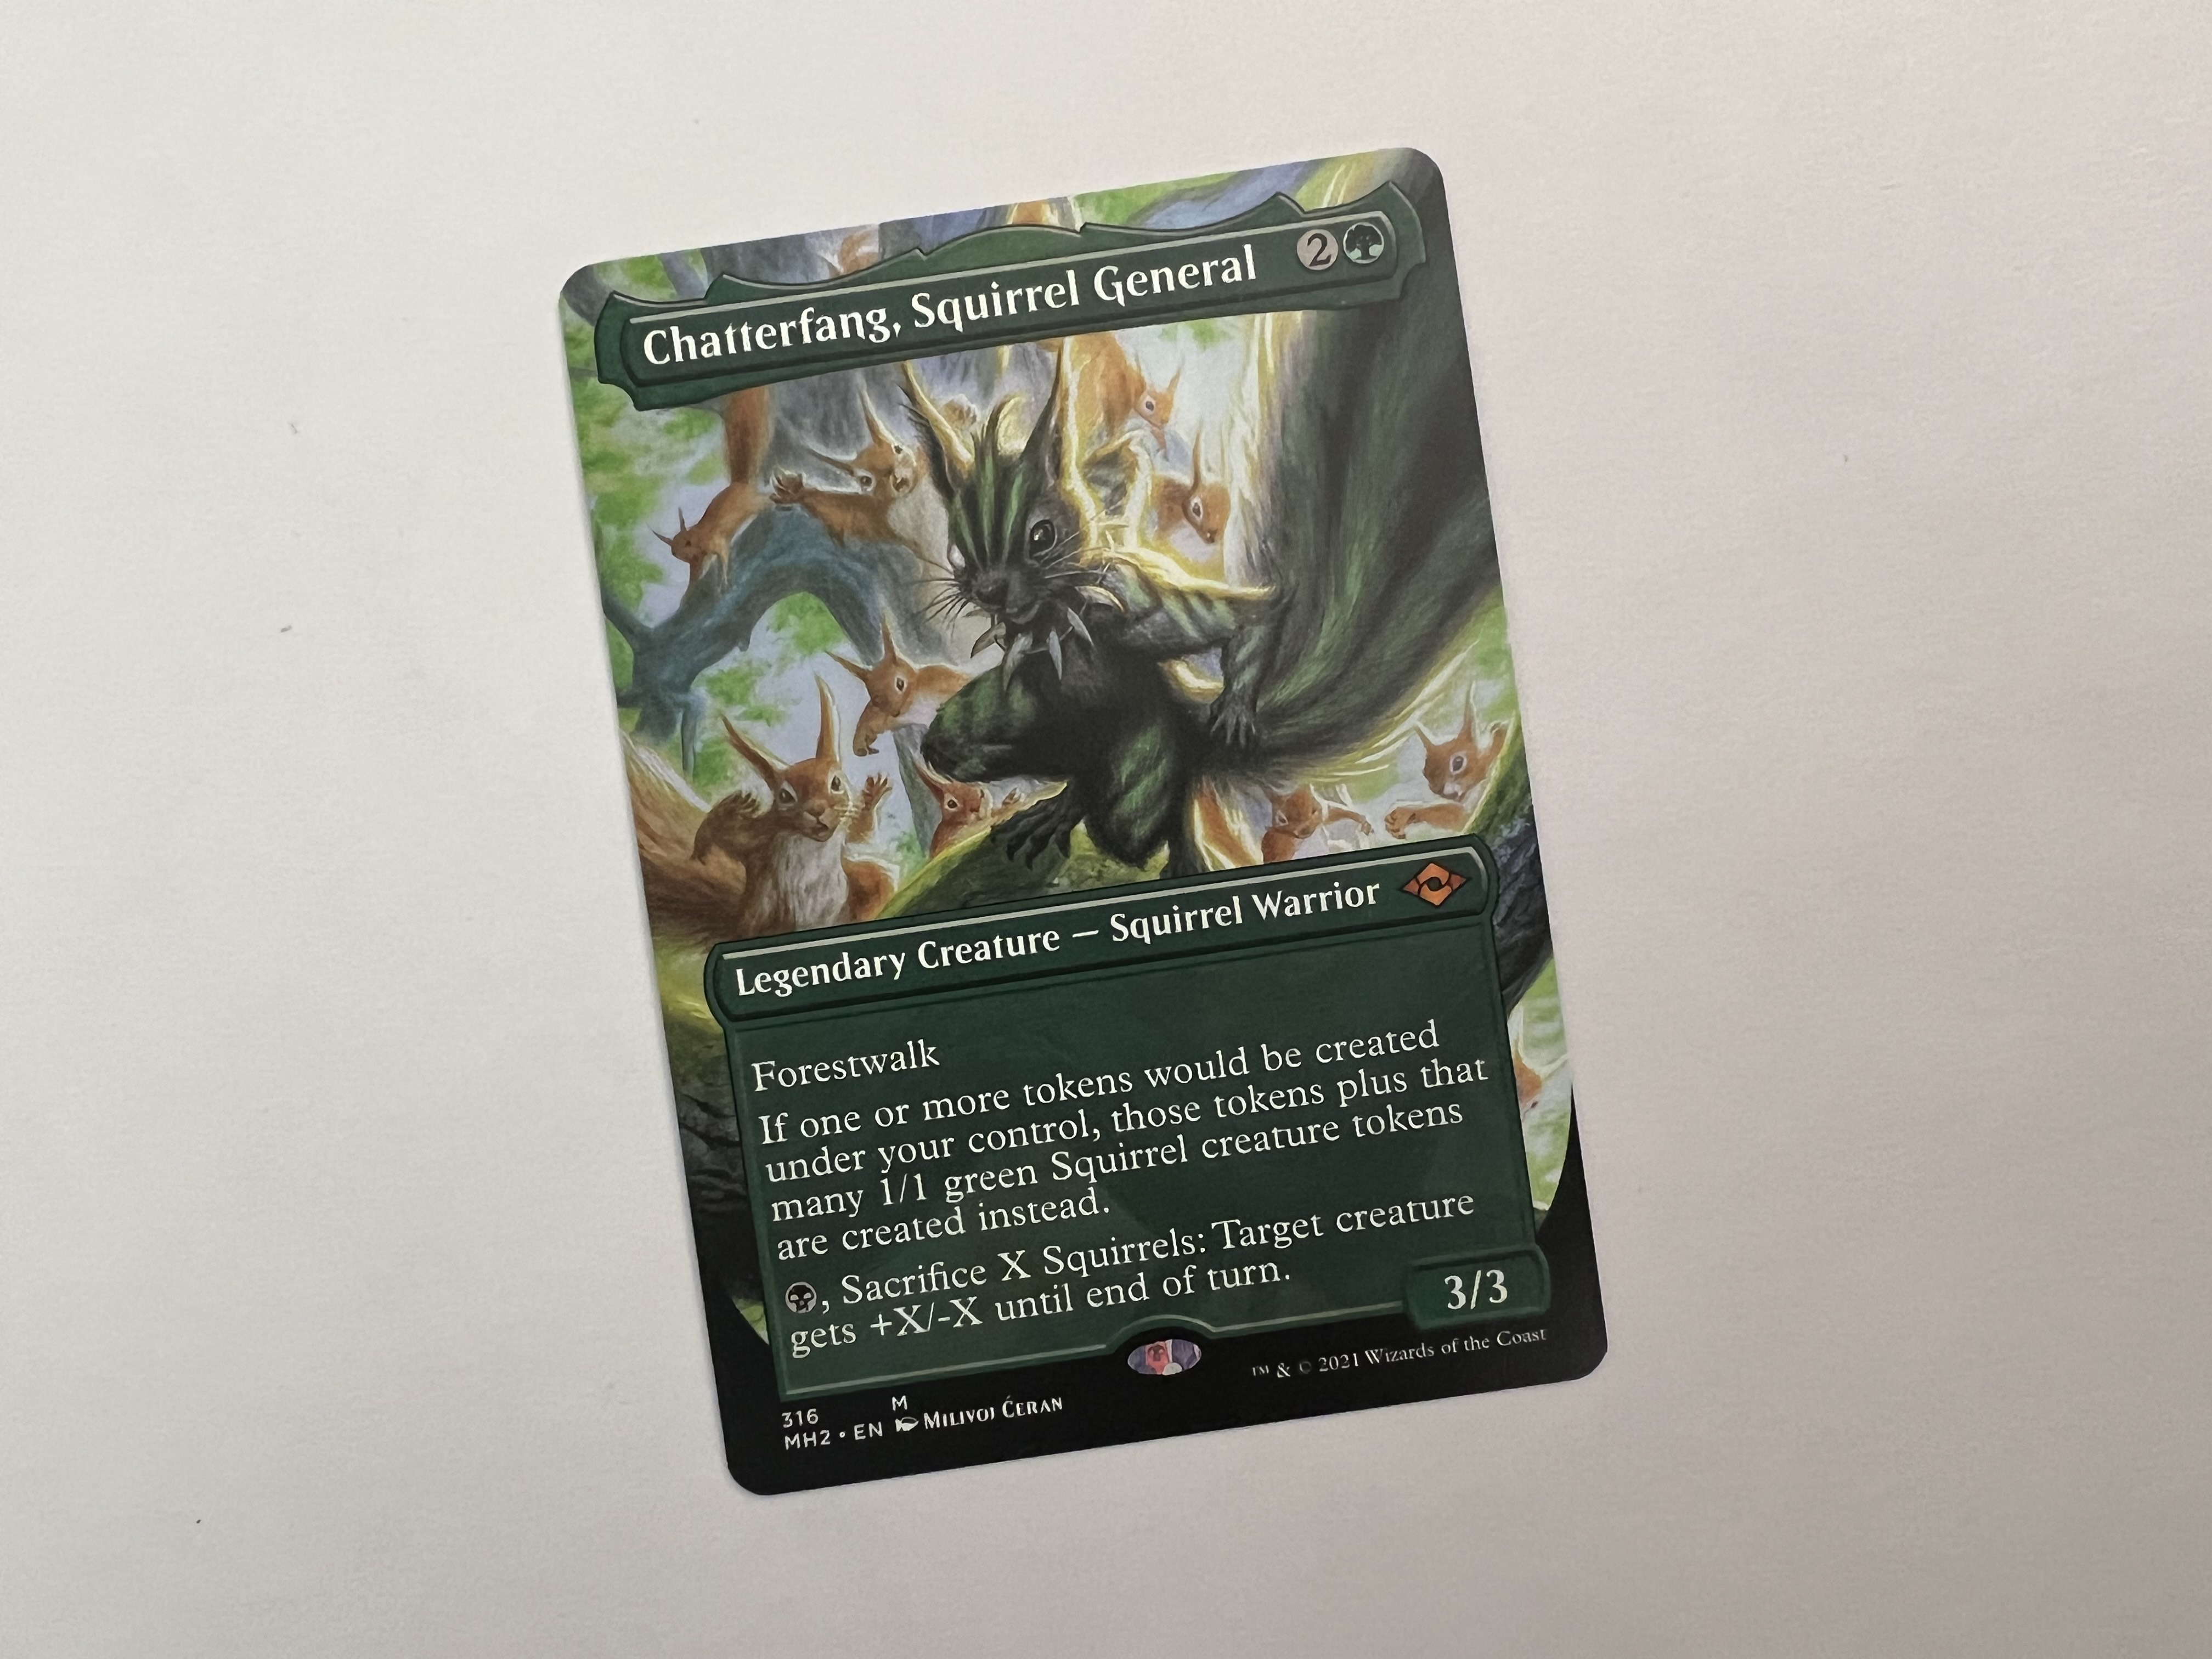 Chatterfang, Squirrel General 2
Legendary Creature — Squirrel Warrior
Forestwalk
If one or more tokens would be created
under your control, those tokens plus that
many 1/1 green Squirrel creature tokens
are created instead.
, Sacrifice X Squirrels: Target creature
gets +X/-X until end of turn.
3/3
316 M
MH2 • EN MILIVOJ ĆERAN
™ & © 2021 Wizards of the Coast